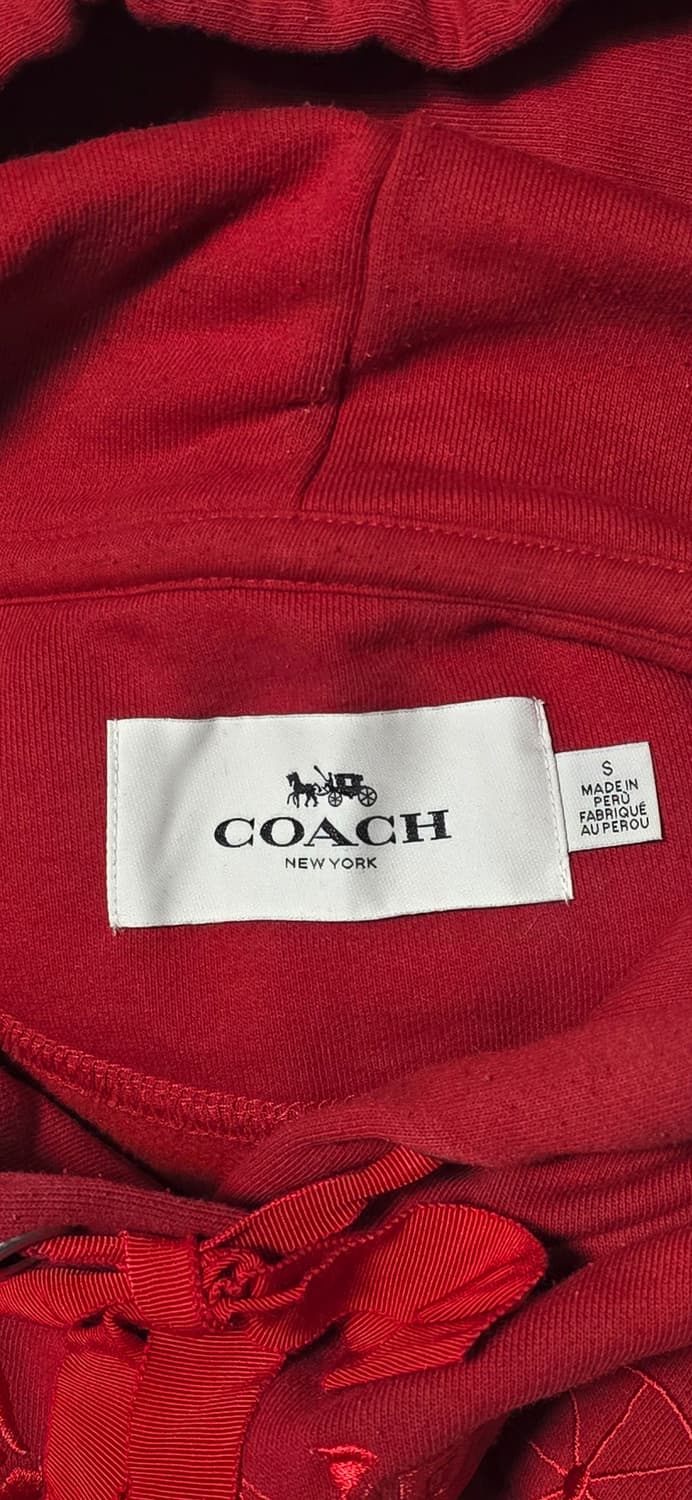 COACH
NEW YORK
S
MADE IN
PERÚ
FABRIQUÉ
AU PEROU